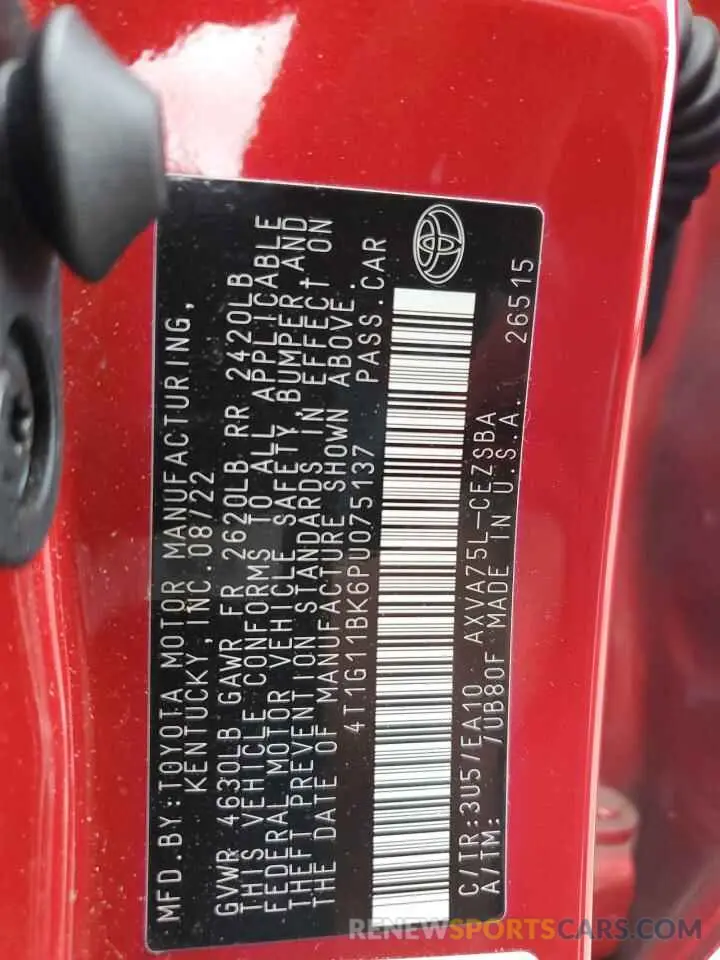 MFD.BY:TOYOTA MOTOR MANUFACTURING,
KENTUCKY,INC.08/22
GVWR 4630LB GAWR FR 2620LB RR 2420LB
THIS VEHICLE CONFORMS TO ALL APPLICABLE
FEDERAL MOTOR VEHICLE SAFETY,BUMPER,AND
THEFT PREVENTION STANDARDS IN EFFECT ON
THE DATE OF MANUFACTURE SHOWN ABOVE.
4T1G11BK6PU075137 PASS.CAR
C/TR:3U5/EA10 AXVA75L-CEZSBA
A/TM: /UB80F MADE IN U.S.A. 26515
RENEWSPORTSCARS.COM